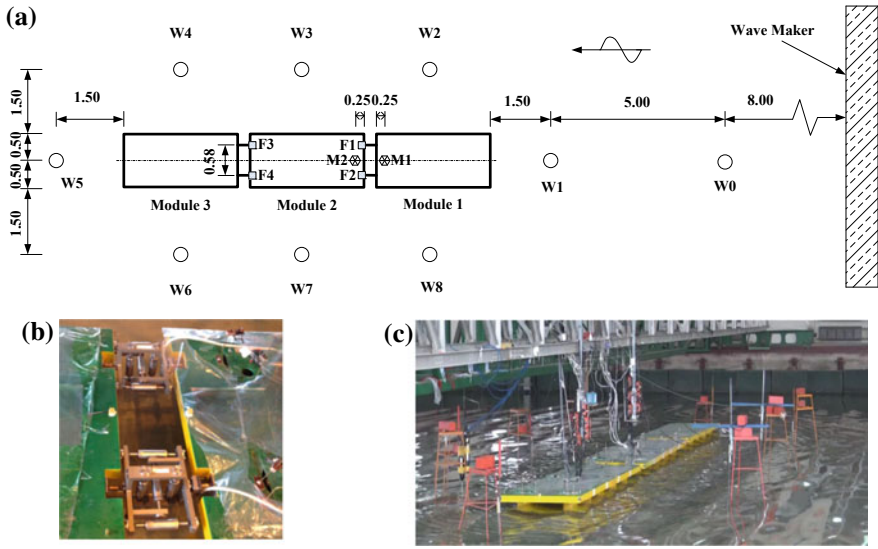 (a)
W4
W3
W2
Wave Maker
1.50
1.50
0.25
0.25
1.50
5.00
8.00
0.50
0.50
1.50
F3
F1
0.58
M2
M1
F4
F2
W5
W1
W0
Module 3
Module 2
Module 1
W6
W7
W8
(b)
(c)